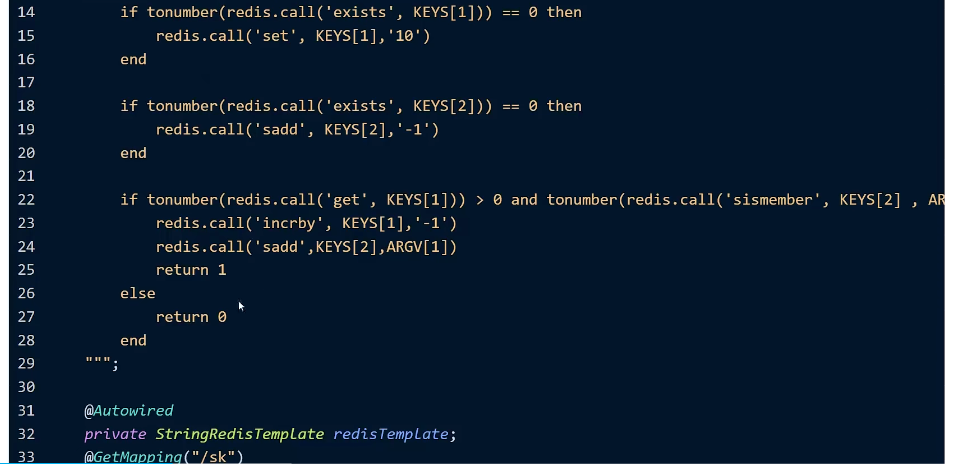 14 if tonumber(redis.call('exists', KEYS[1])) == 0 then
15 redis.call('set', KEYS[1],'10')
16 end
17
18 if tonumber(redis.call('exists', KEYS[2])) == 0 then
19 redis.call('sadd', KEYS[2],'-1')
20 end
21
22 if tonumber(redis.call('get', KEYS[1])) > 0 and tonumber(redis.call('sismember', KEYS[2] , AR
23 redis.call('incrby', KEYS[1],'-1')
24 redis.call('sadd',KEYS[2],ARGV[1])
25 return 1
26 else
27 return 0
28 end
29 """;
30
31 @Autowired
32 private StringRedisTemplate redisTemplate;
33 @GetMapping("/sk")